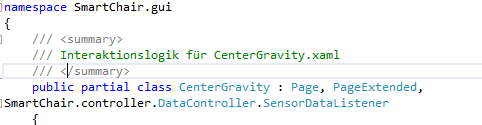 namespace SmartChair.gui
{
/// <summary>
/// Interaktionslogik für CenterGravity.xaml
/// </summary>
public partial class CenterGravity : Page, PageExtended,
SmartChair.controller.DataController.SensorDataListener
{